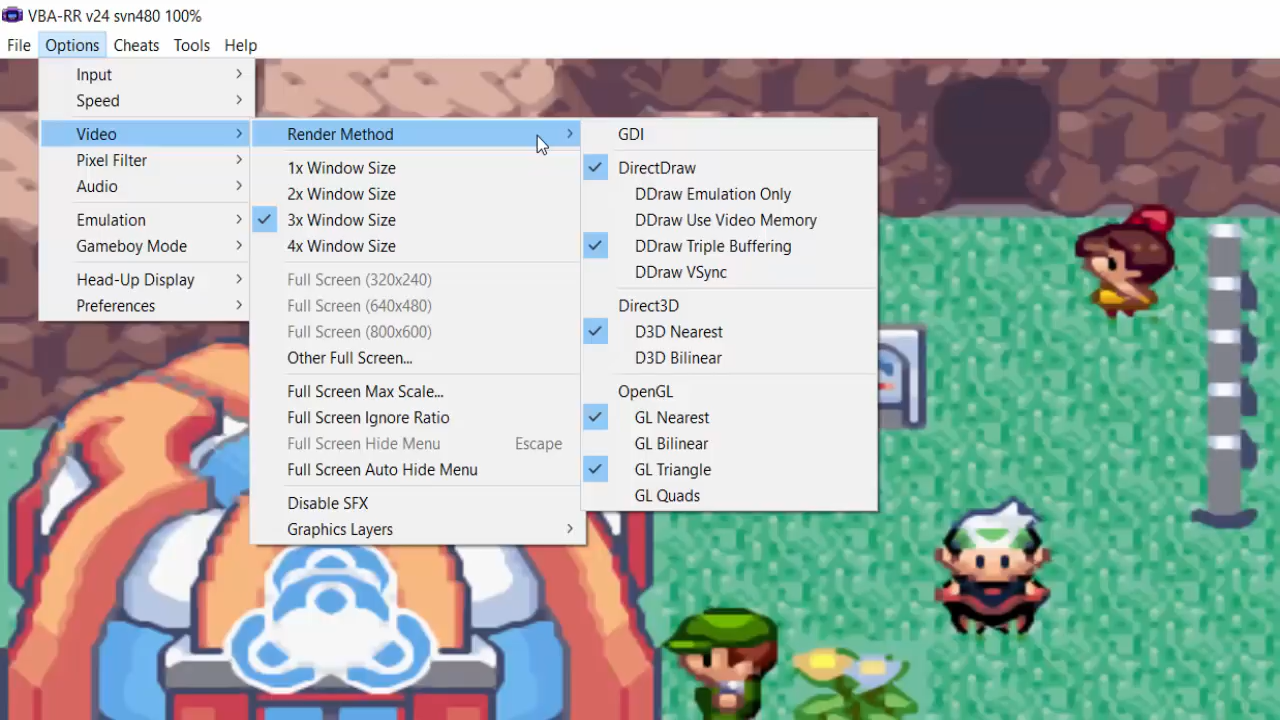 VBA-RR v24 svn480 100%
File Options Cheats Tools Help
Input
Speed
Video
Pixel Filter
Audio
Emulation
Gameboy Mode
Head-Up Display
Preferences
Render Method
1x Window Size
2x Window Size
3x Window Size
4x Window Size
Full Screen (320x240)
Full Screen (640x480)
Full Screen (800x600)
Other Full Screen...
Full Screen Max Scale...
Full Screen Ignore Ratio
Full Screen Hide Menu Escape
Full Screen Auto Hide Menu
Disable SFX
Graphics Layers
GDI
DirectDraw
DDraw Emulation Only
DDraw Use Video Memory
DDraw Triple Buffering
DDraw VSync
Direct3D
D3D Nearest
D3D Bilinear
OpenGL
GL Nearest
GL Bilinear
GL Triangle
GL Quads